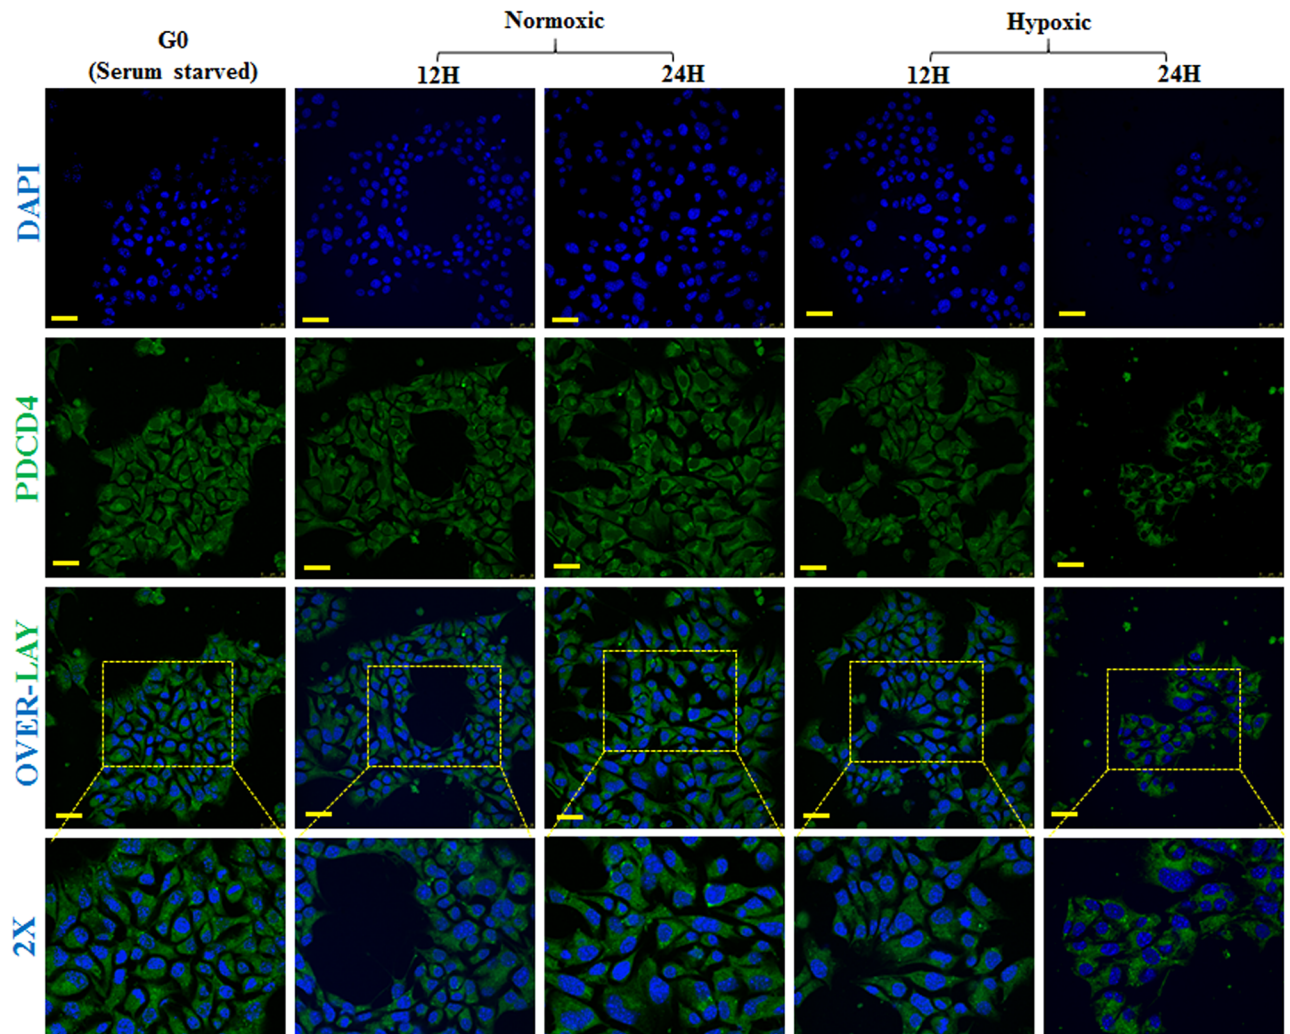 Normoxic
Hypoxic
G0
(Serum starved)
12H
24H
12H
24H
DAPI
PDCD4
OVER-LAY
2X